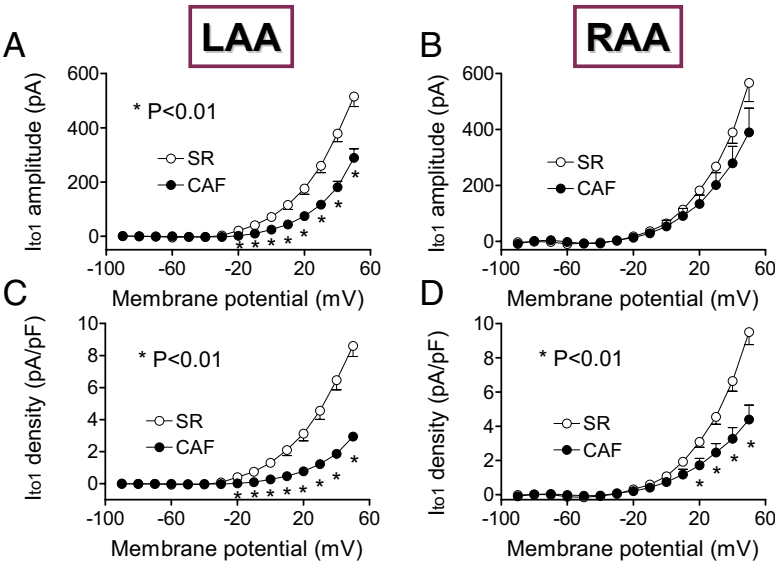 LAA
RAA
A
B
Ito1 amplitude (pA)
600
400
200
0
* P<0.01
SR
CAF
* * * * * * * *
-100 -60 -20 20 60
Membrane potential (mV)
Ito1 amplitude (pA)
600
400
200
0
SR
CAF
-100 -60 -20 20 60
Membrane potential (mV)
C
D
Ito1 density (pA/pF)
10
8
6
4
2
0
* P<0.01
SR
CAF
* * * * * * * *
-100 -60 -20 20 60
Membrane potential (mV)
Ito1 density (pA/pF)
10
8
6
4
2
0
* P<0.01
SR
CAF
* * * *
-100 -60 -20 20 60
Membrane potential (mV)